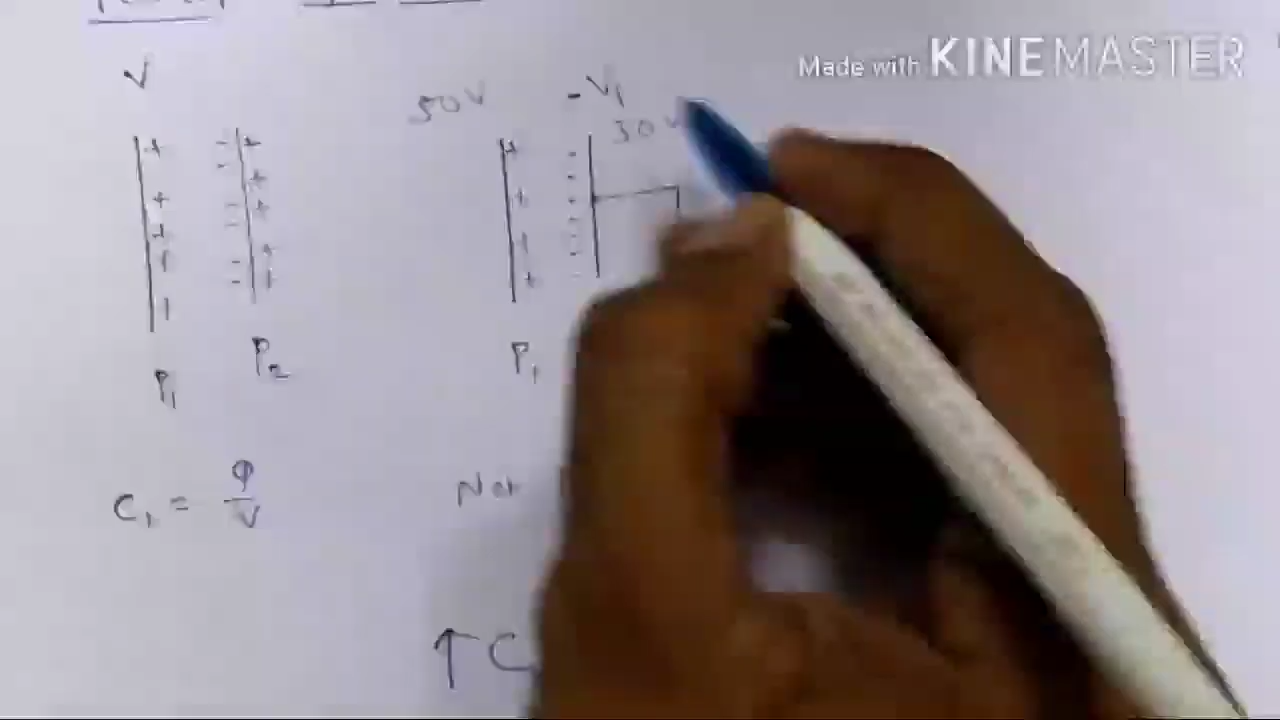 Made with KINEMASTER
V
50V
-V₁
30V
P₁
P₂
P₁
C₁ = Q/V
↑ C